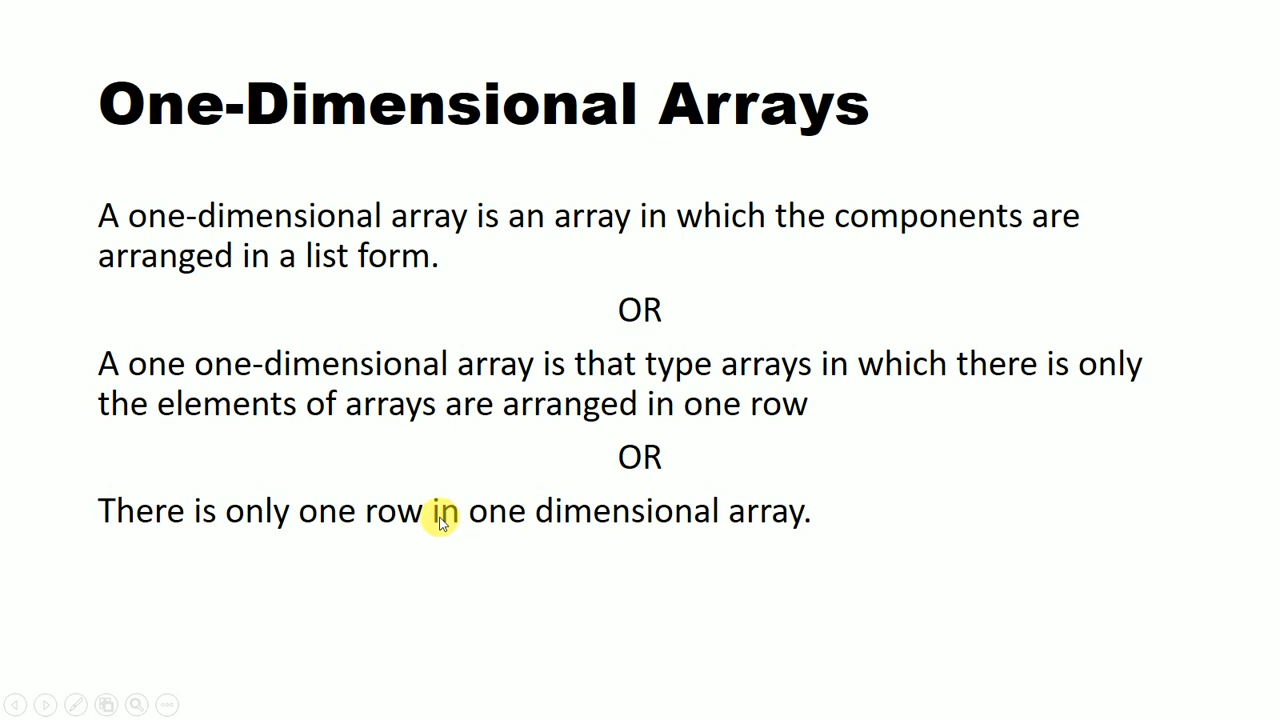 One-Dimensional Arrays
A one-dimensional array is an array in which the components are
arranged in a list form.
OR
A one one-dimensional array is that type arrays in which there is only
the elements of arrays are arranged in one row
OR
There is only one row in one dimensional array.